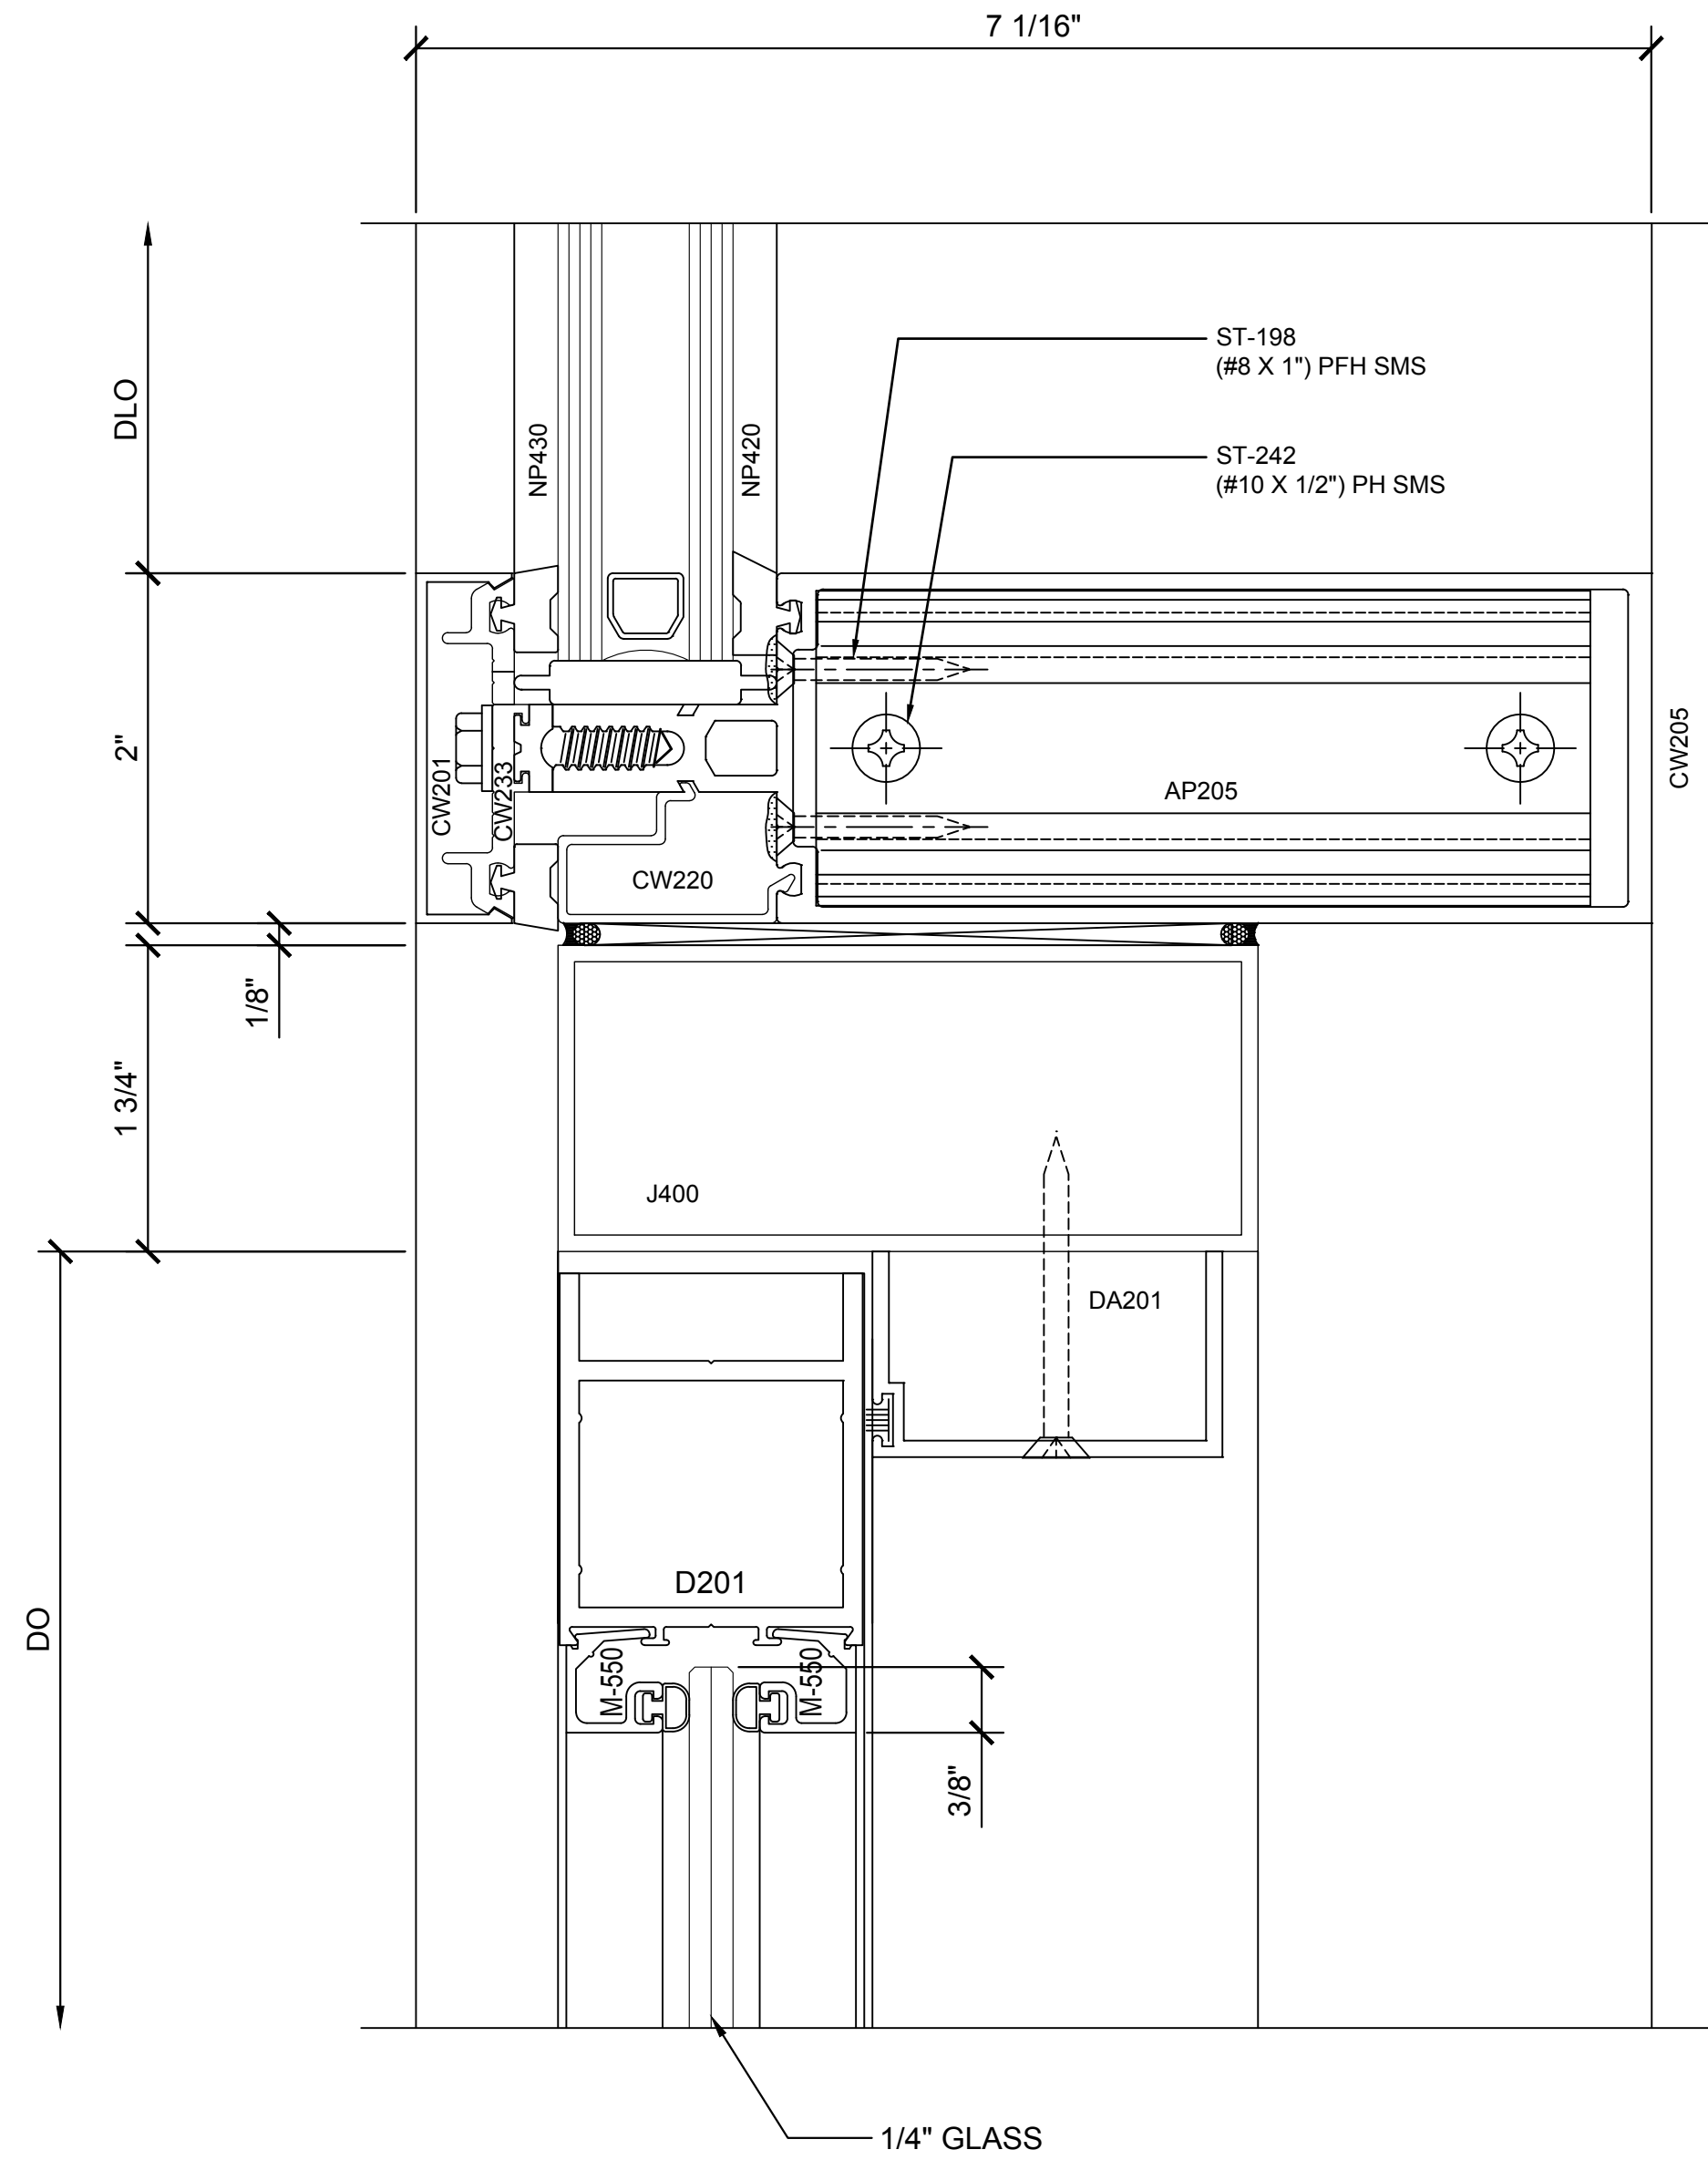 7 1/16"
ST-198
(#8 X 1") PFH SMS
DLO
NP430
NP420
ST-242
(#10 X 1/2") PH SMS
2"
CW201
CW233
AP205
CW205
CW220
1/8"
1 3/4"
J400
DA201
D201
DO
M-550
M-550
3/8"
1/4" GLASS